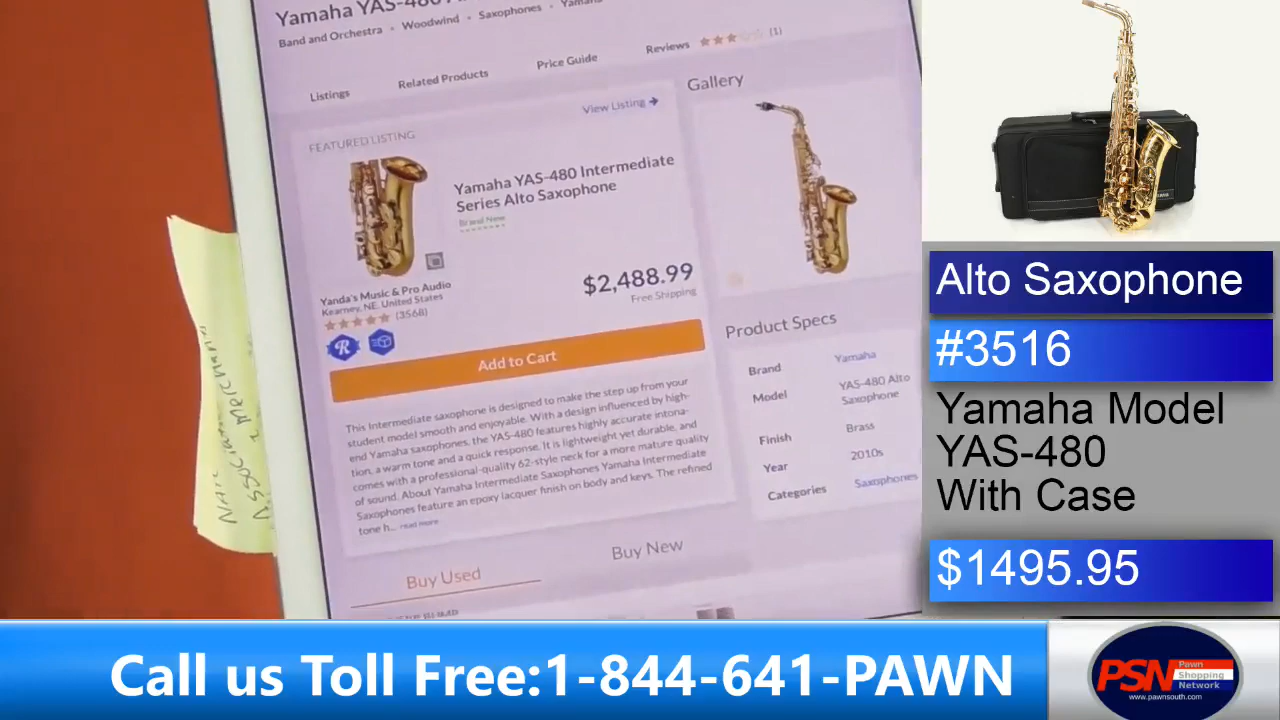 Yamaha YAS-480
Band and Orchestra • Woodwind • Saxophones • Yamaha
Listings
Related Products
Price Guide
Reviews
(1)
FEATURED LISTING
View Listing
Yamaha YAS-480 Intermediate
Series Alto Saxophone
Brand New
$2,488.99
Free Shipping
Yanda's Music & Pro Audio
Kearney, NE, United States
(3568)
R
Add to Cart
This Intermediate saxophone is designed to make the step up from your
student model smooth and enjoyable. With a design influenced by high-
end Yamaha saxophones, the YAS-480 features highly accurate intona-
tion, a warm tone and a quick response. It is lightweight yet durable, and
comes with a professional-quality 62-style neck for a more mature quality
of sound. About Yamaha Intermediate Saxophones Yamaha Intermediate
Saxophones feature an epoxy lacquer finish on body and keys. The refined
tone h... read more
Buy Used
Buy New
Gallery
Product Specs
Brand
Yamaha
Model
YAS-480 Alto
Saxophone
Finish
Brass
Year
2010s
Categories
Saxophones
Alto Saxophone
#3516
Yamaha Model
YAS-480
With Case
$1495.95
Call us Toll Free:1-844-641-PAWN
PSN
Pawn
Shopping
Network
www.pawnsouth.com